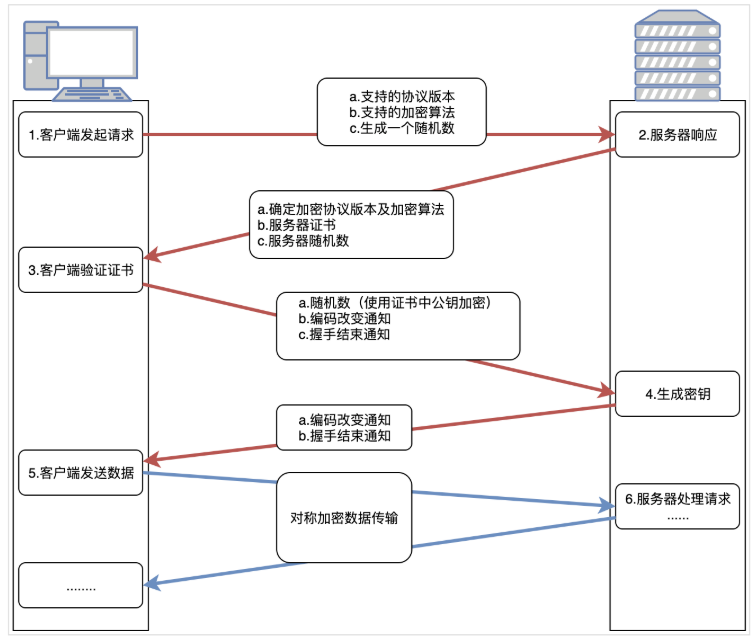 a.支持的协议版本
b.支持的加密算法
c.生成一个随机数
1.客户端发起请求
2.服务器响应
a.确定加密协议版本及加密算法
b.服务器证书
c.服务器随机数
3.客户端验证证书
a.随机数（使用证书中公钥加密）
b.编码改变通知
c.握手结束通知
4.生成密钥
a.编码改变通知
b.握手结束通知
5.客户端发送数据
对称加密数据传输
6.服务器处理请求
......
........